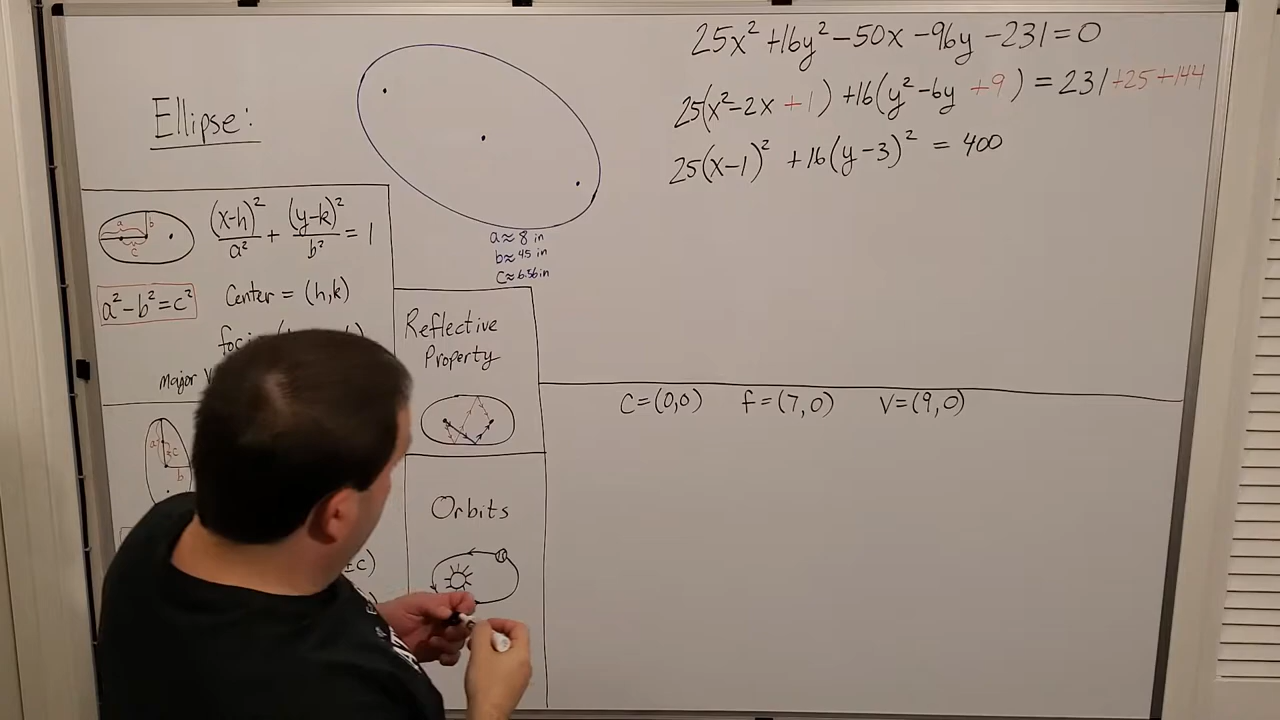 Ellipse:
(x-h)² / a² + (y-k)² / b² = 1
a b c
a²-b²=c²
Center = (h,k)
foci
Major V
a c b
±c)
a≈8 in
b≈4.5 in
c≈6.56 in
Reflective
Property
Orbits
25x²+16y²-50x-96y-231=0
25(x²-2x+1)+16(y²-6y+9)=231+25+144
25(x-1)²+16(y-3)²=400
C=(0,0) f=(7,0) V=(9,0)